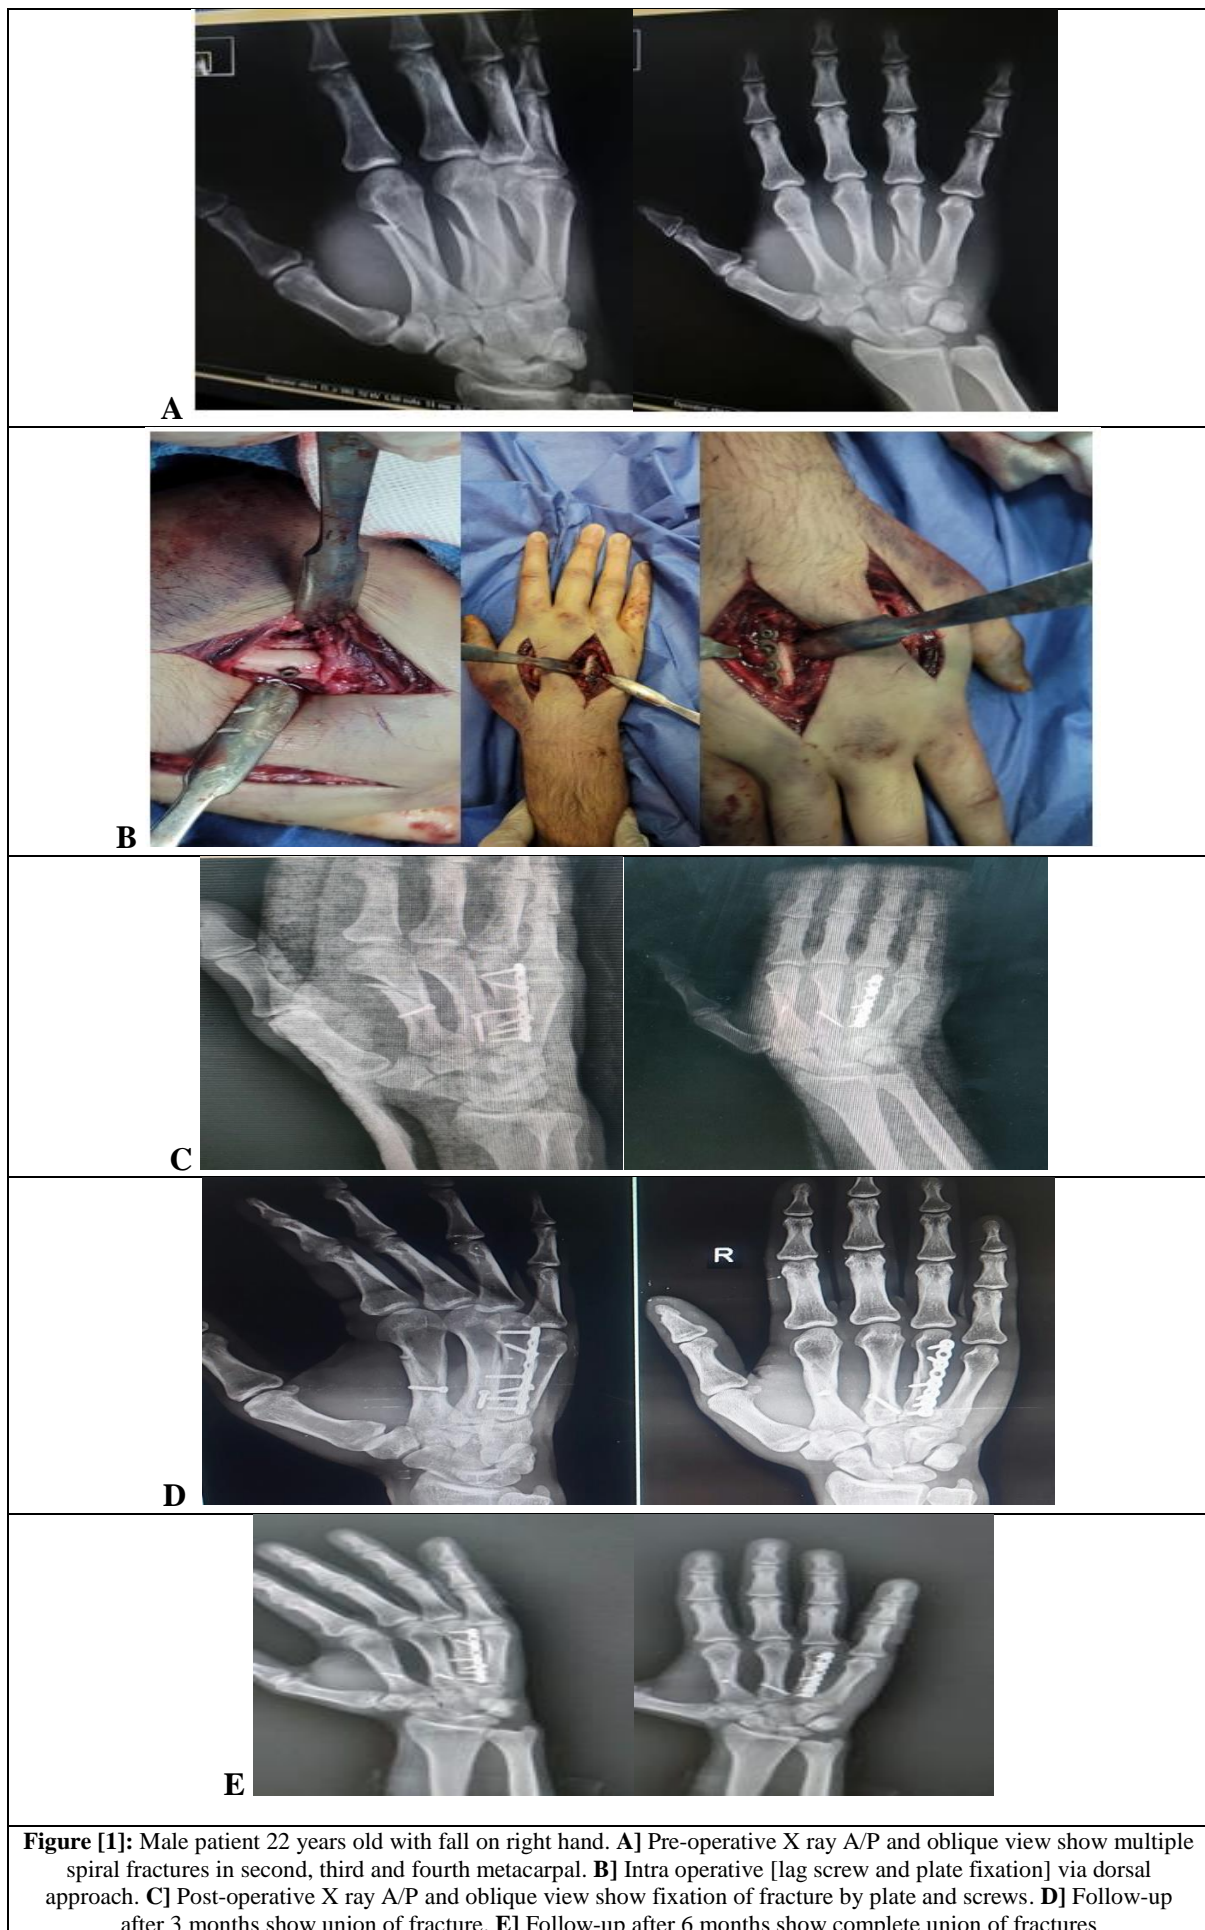 A
B
C
R
D
E
Figure [1]: Male patient 22 years old with fall on right hand. A] Pre-operative X ray A/P and oblique view show multiple
spiral fractures in second, third and fourth metacarpal. B] Intra operative [lag screw and plate fixation] via dorsal
approach. C] Post-operative X ray A/P and oblique view show fixation of fracture by plate and screws. D] Follow-up
after 3 months show union of fracture. E] Follow-up after 6 months show complete union of fractures